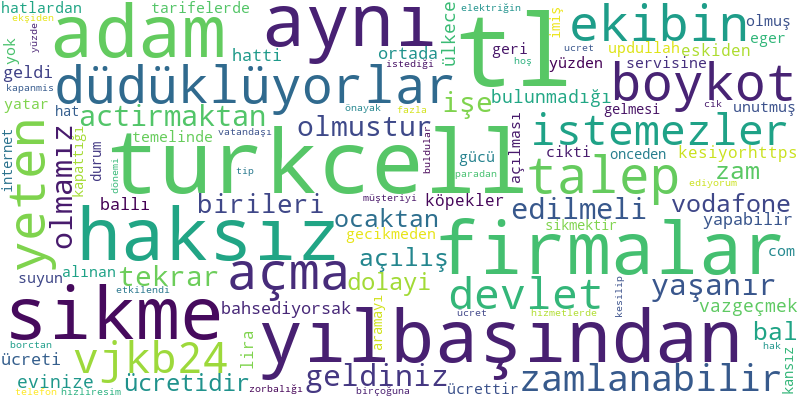 hatlardan
tarifelerde
elektriğin
olmuş
ekşiden
adam
aynı
tl
ekibin
imiş
yok
yüzde
hatti
ortada
ülkece
ücret
updullah
eskiden
eger
geldi
istediği
geri
hoş
yüzden
servisine
kapanmis
düdüklüyorlar
boykot
yatar
hat
actirmaktan
önayak
fazla
işe
bulunmadığı
gelmesi
cik
unutmuş
temelinde
vatandaşı
olmustur
buldular
istemezler
internet
yeten
olmamız
kapattığı
durum
turkcell
gücü
cikti
açılması
onceden
kesiyorhttps
dönemi
tip
paradan
talep
zam
ediyorum
ballı
birileri
müşteriyi
köpekler
edilmeli
vodafone
haksız
ocaktan
gecikmeden
sikmektir
yapabilir
firmalar
açılış
com
suyun
alınan
tekrar
açma
dolayi
devlet
kesilip
yaşanır
vazgeçmek
sikme
etkilendi
bahsediyorsak
aramayı
ücret
hizmetlerde
yılbaşından
bal
borctan
hak
ücreti
vjkb24
lira
kansız
evinize
ücretidir
zorbalığı
geldiniz
birçoğuna
ücrettir
zamlanabilir
telefon
hizliresim